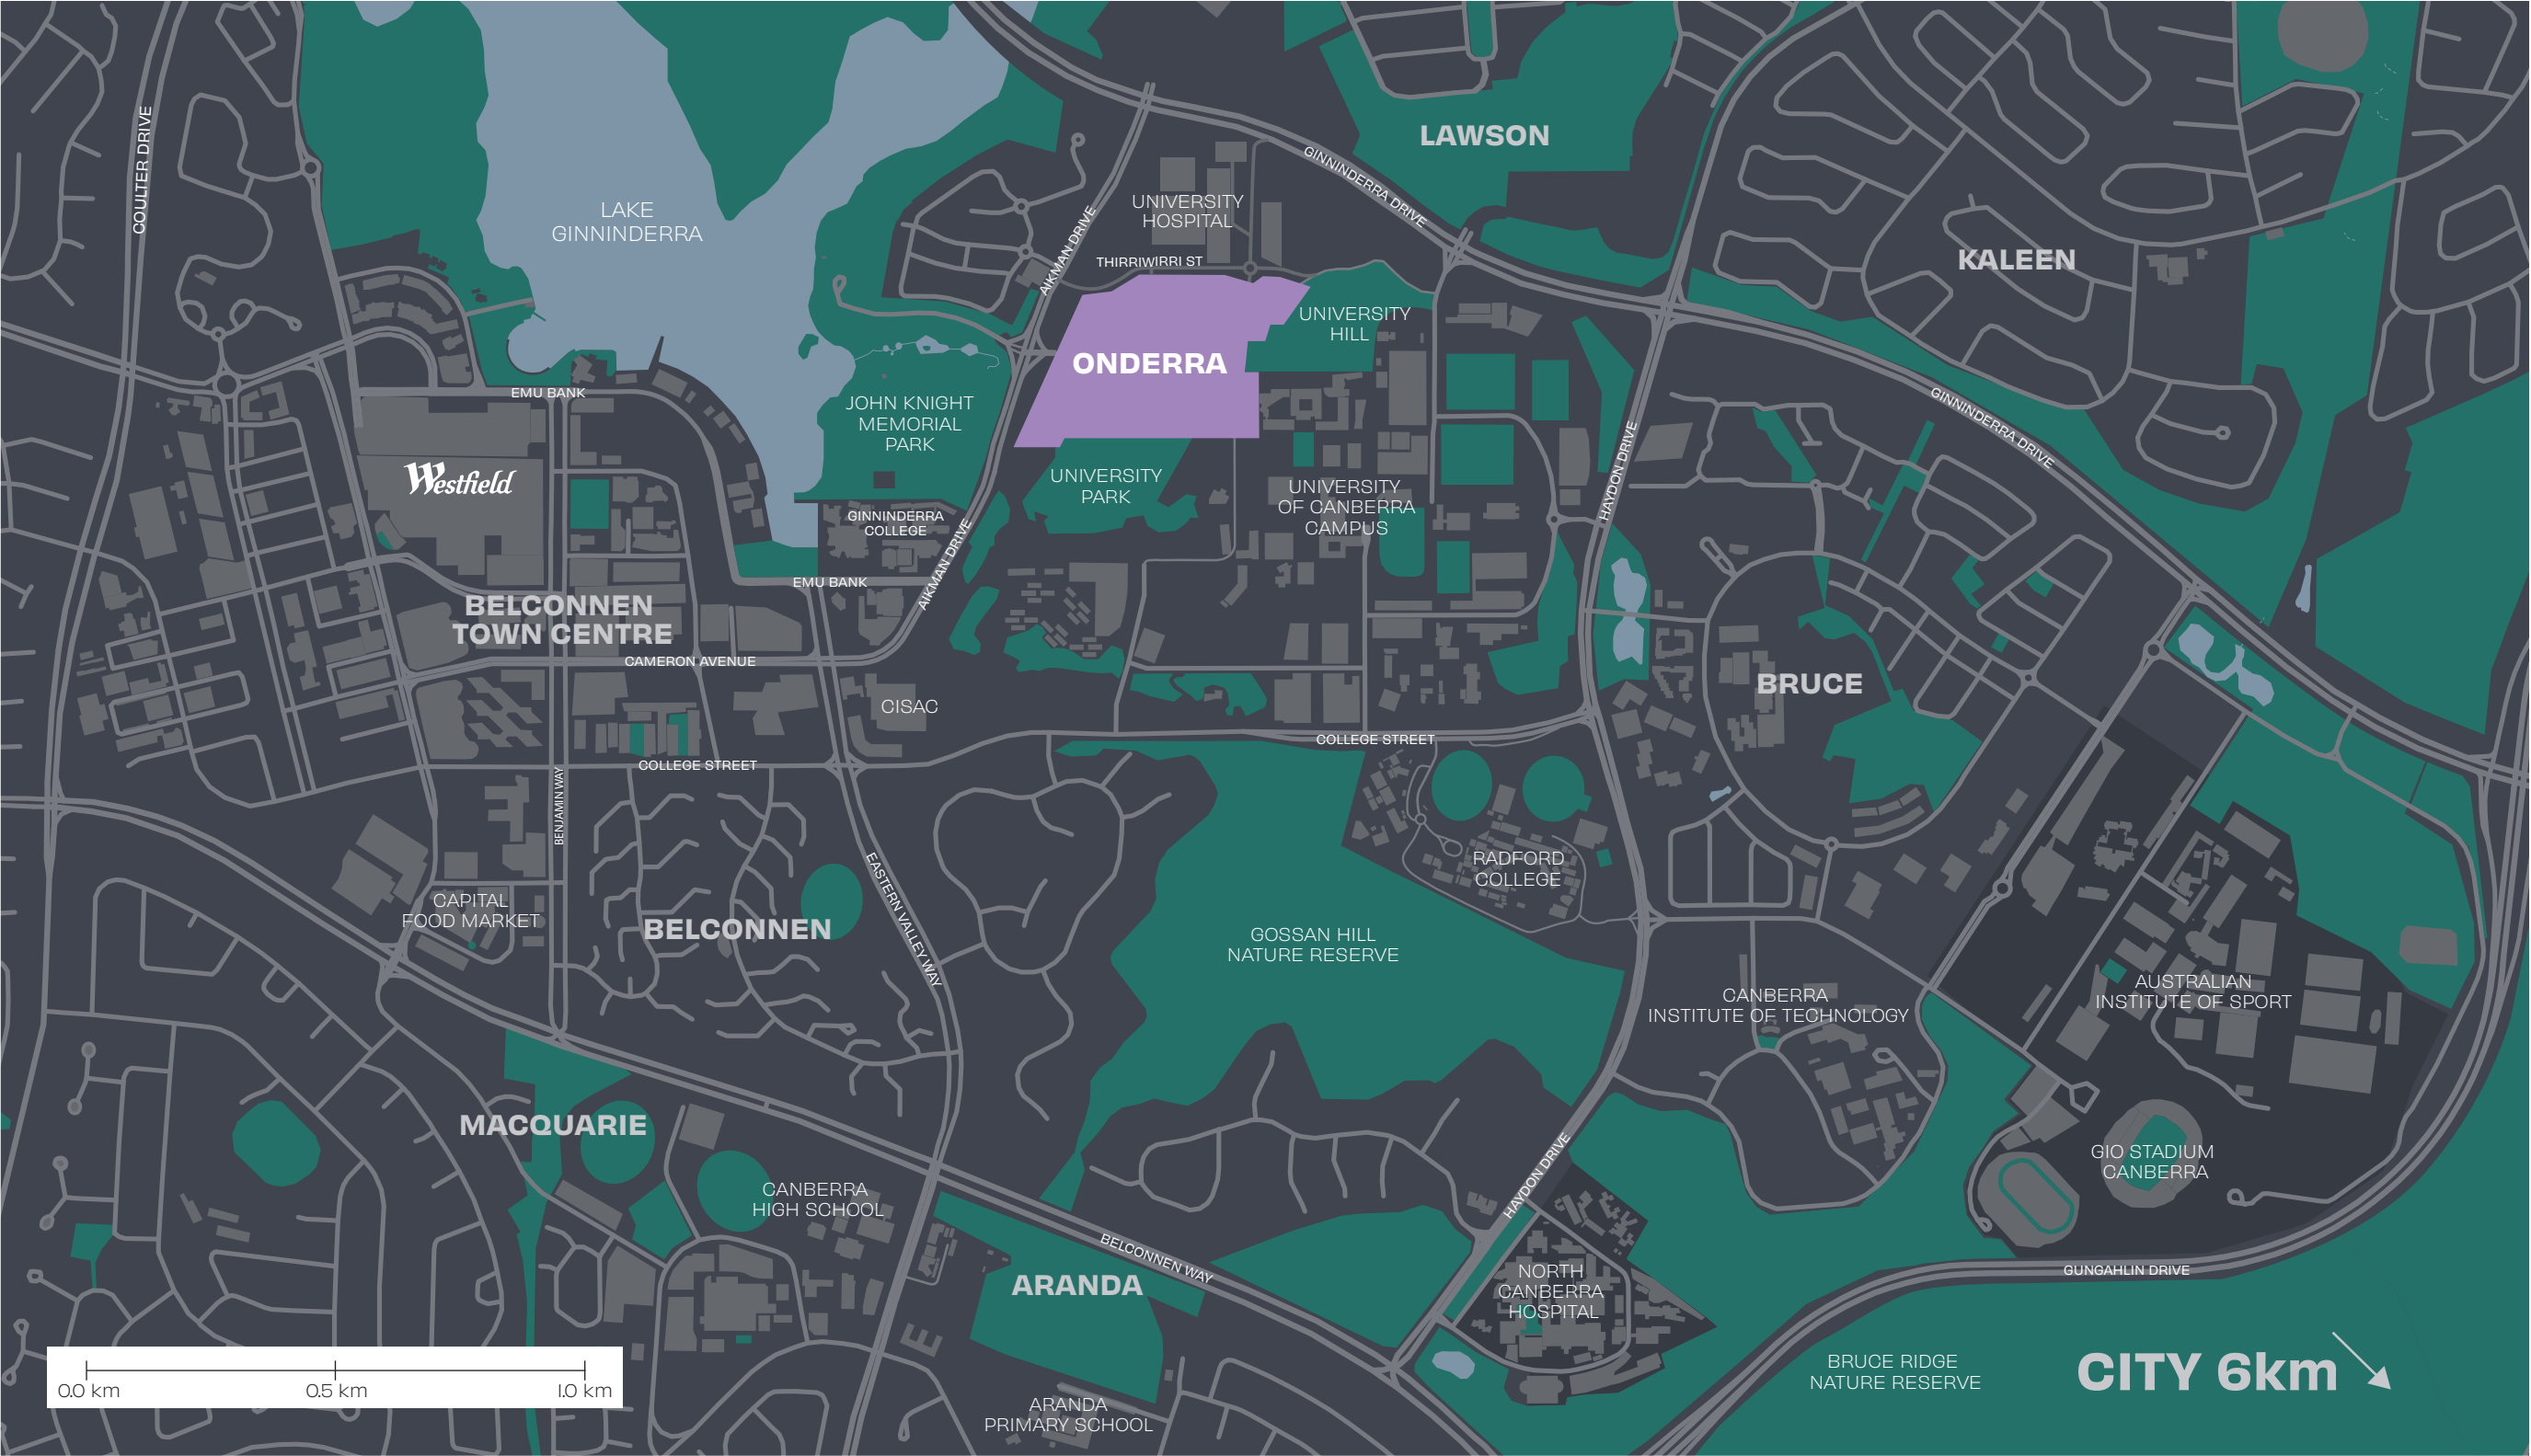 COULTER DRIVE
LAKE
GINNINDERRA
AIKMAN DRIVE
UNIVERSITY
HOSPITAL
THIRRIWIRRI ST
GINNINDERRA DRIVE
LAWSON
KALEEN
ONDERRA
UNIVERSITY
HILL
EMU BANK
JOHN KNIGHT
MEMORIAL
PARK
Westfield
UNIVERSITY
PARK
UNIVERSITY
OF CANBERRA
CAMPUS
HAYDON DRIVE
GINNINDERRA DRIVE
GINNINDERRA
COLLEGE
AIKMAN DRIVE
EMU BANK
BELCONNEN
TOWN CENTRE
CAMERON AVENUE
CISAC
BRUCE
COLLEGE STREET
COLLEGE STREET
BENJAMIN WAY
EASTERN VALLEY WAY
RADFORD
COLLEGE
CAPITAL
FOOD MARKET
BELCONNEN
GOSSAN HILL
NATURE RESERVE
CANBERRA
INSTITUTE OF TECHNOLOGY
AUSTRALIAN
INSTITUTE OF SPORT
MACQUARIE
CANBERRA
HIGH SCHOOL
HAYDON DRIVE
GIO STADIUM
CANBERRA
BELCONNEN WAY
ARANDA
NORTH
CANBERRA
HOSPITAL
GUNGAHLIN DRIVE
BRUCE RIDGE
NATURE RESERVE
CITY 6km
ARANDA
PRIMARY SCHOOL
0.0 km
0.5 km
1.0 km